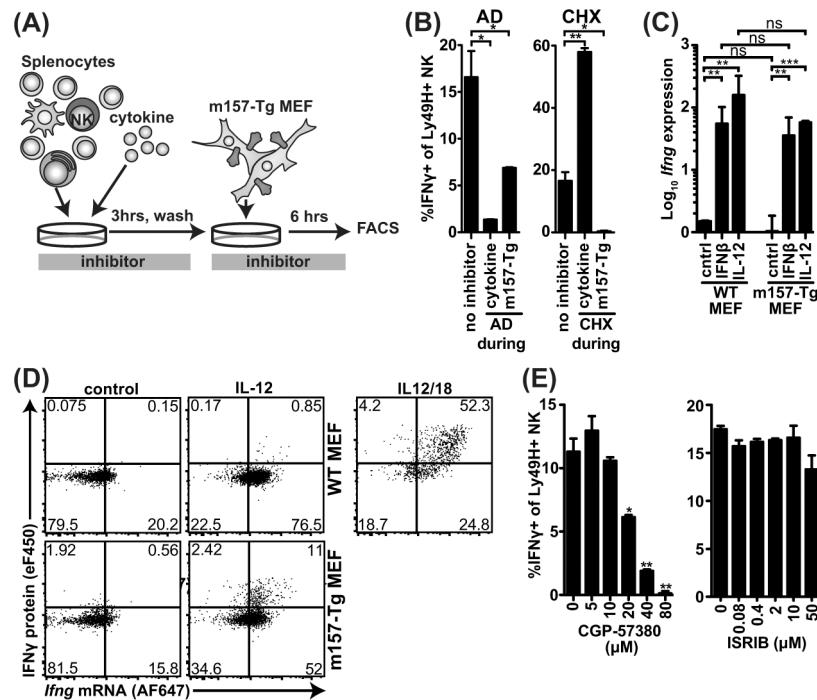 (A)
Splenocytes
NK
cytokine
m157-Tg MEF
3hrs, wash
6 hrs
FACS
inhibitor
inhibitor
(B)
AD
CHX
%IFNγ+ of Ly49H+ NK
20
15
10
5
0
*
*
no inhibitor
cytokine
m157-Tg
AD
during
60
40
20
0
*
**
no inhibitor
cytokine
m157-Tg
CHX
during
(C)
Log10 Ifng expression
3
2
1
0
ns
ns
ns
**
**
***
**
cntrl
IFNβ
IL-12
cntrl
IFNβ
IL-12
WT
MEF
m157-Tg
MEF
(D)
control
IL-12
IL12/18
0.075 0.15
79.5 20.2
0.17 0.85
22.5 76.5
WT MEF
4.2 52.3
18.7 24.8
1.92 0.56
81.5 15.8
2.42 11
34.6 52
m157-Tg MEF
IFNγ protein (eF450)
Ifng mRNA (AF647)
(E)
%IFNγ+ of Ly49H+ NK
15
10
5
0
*
**
**
0 5 10 20 40 80
CGP-57380
(μM)
20
15
10
5
0
0 0.08 0.4 2 10 50
ISRIB (μM)